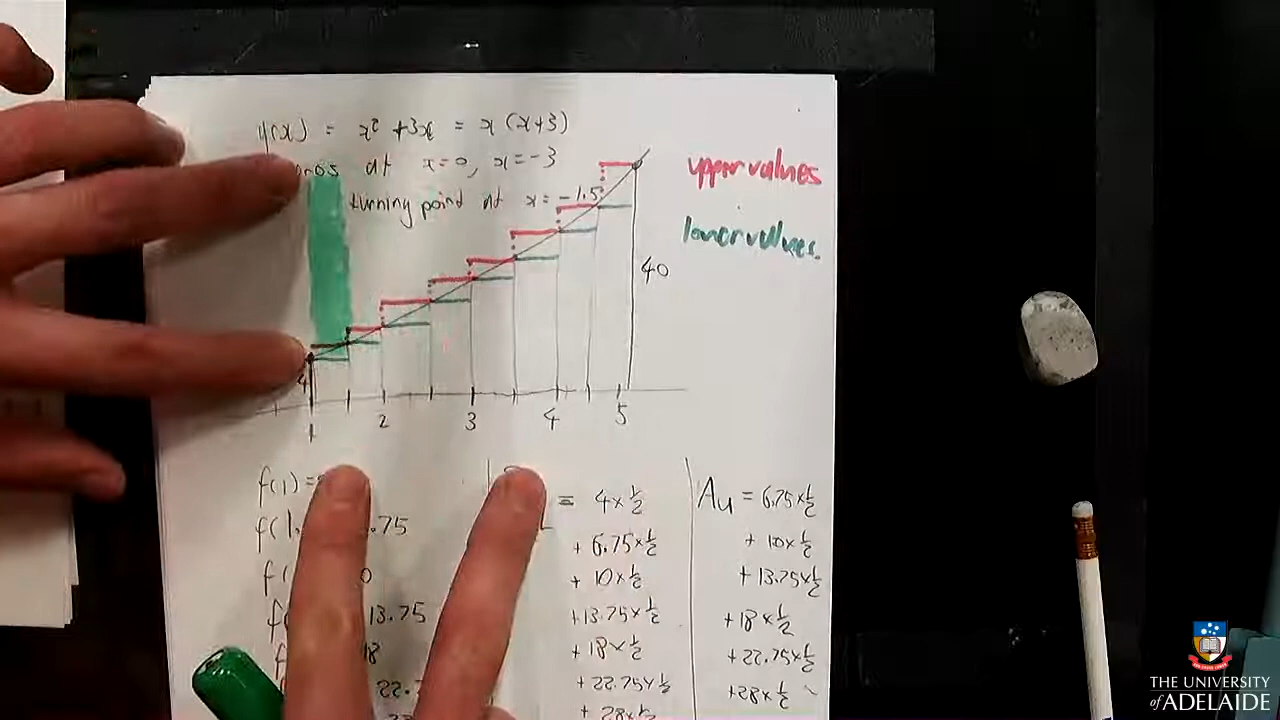 y(x) = x² + 3x = x (x+3)
at x=0, x=-3
turning point at x = -1.5
upper values
lower values.
40
4
1 2 3 4 5
f(1) =
f(1. .75
f( 0
f( 13.75
f 18
22.7
= 4 x ½
+ 6.75 x ½
+ 10 x ½
+ 13.75 x ½
+ 18 x ½
+ 22.75 x ½
+ 28 x ½
Au = 6.75 x ½
+ 10 x ½
+ 13.75 x ½
+ 18 x ½
+ 22.75 x ½
+ 28 x ½
THE UNIVERSITY
of ADELAIDE